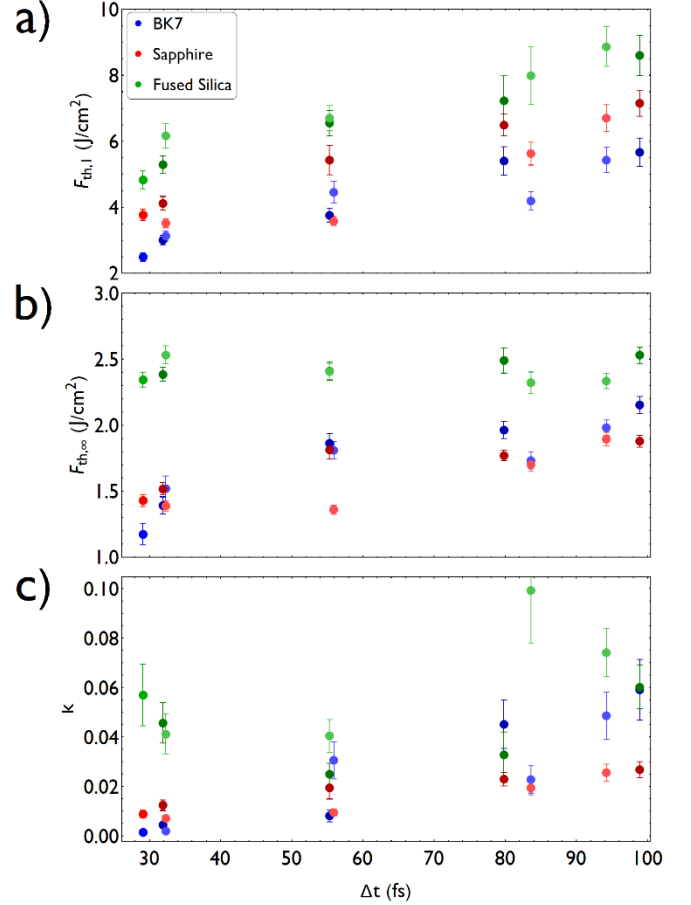 a)
10
8
6
4
2
F_th,1 (J/cm²)
BK7
Sapphire
Fused Silica
b)
3.0
2.5
2.0
1.5
1.0
F_th,∞ (J/cm²)
c)
0.10
0.08
0.06
0.04
0.02
0.00
k
30 40 50 60 70 80 90 100
Δt (fs)